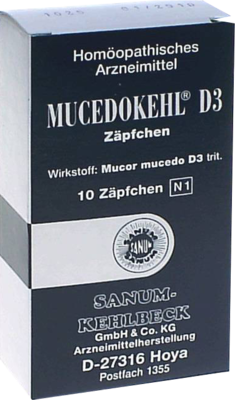 Homöopathisches
Arzneimittel
MUCEDOKEHL® D3
Zäpfchen
Wirkstoff: Mucor mucedo D3 trit.
10 Zäpfchen N1
SANUM
SANUM-
KEHLBECK
GmbH & Co. KG
Arzneimittelherstellung
D-27316 Hoya
Postfach 1355